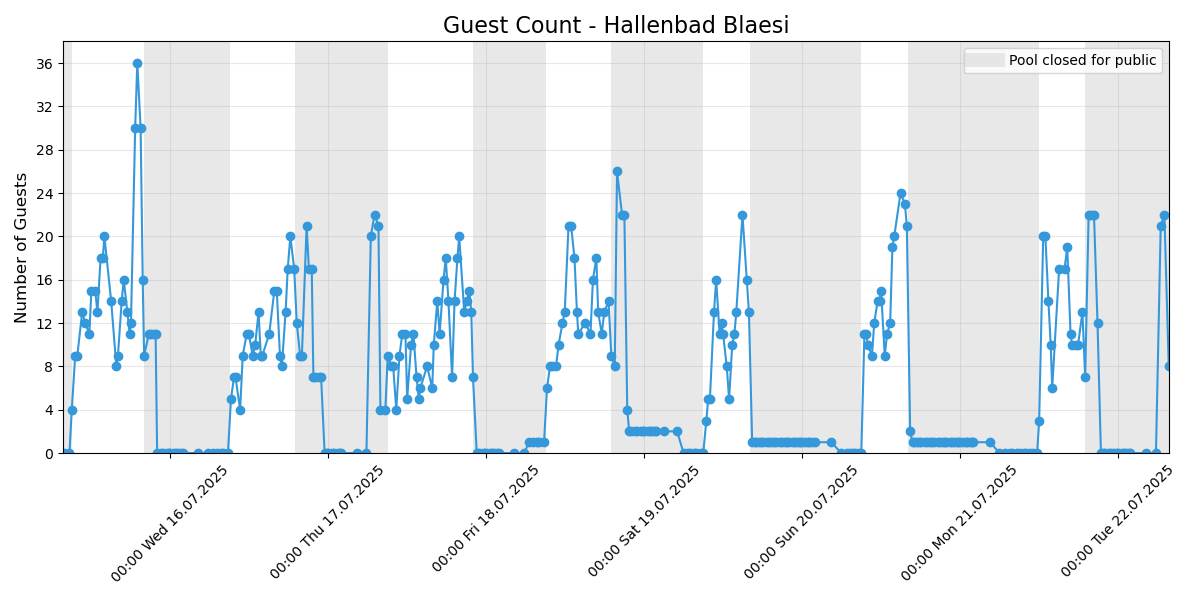 Guest Count - Hallenbad Blaesi
Pool closed for public
Number of Guests
36
32
28
24
20
16
12
8
4
0
00:00 Wed 16.07.2025
00:00 Thu 17.07.2025
00:00 Fri 18.07.2025
00:00 Sat 19.07.2025
00:00 Sun 20.07.2025
00:00 Mon 21.07.2025
00:00 Tue 22.07.2025